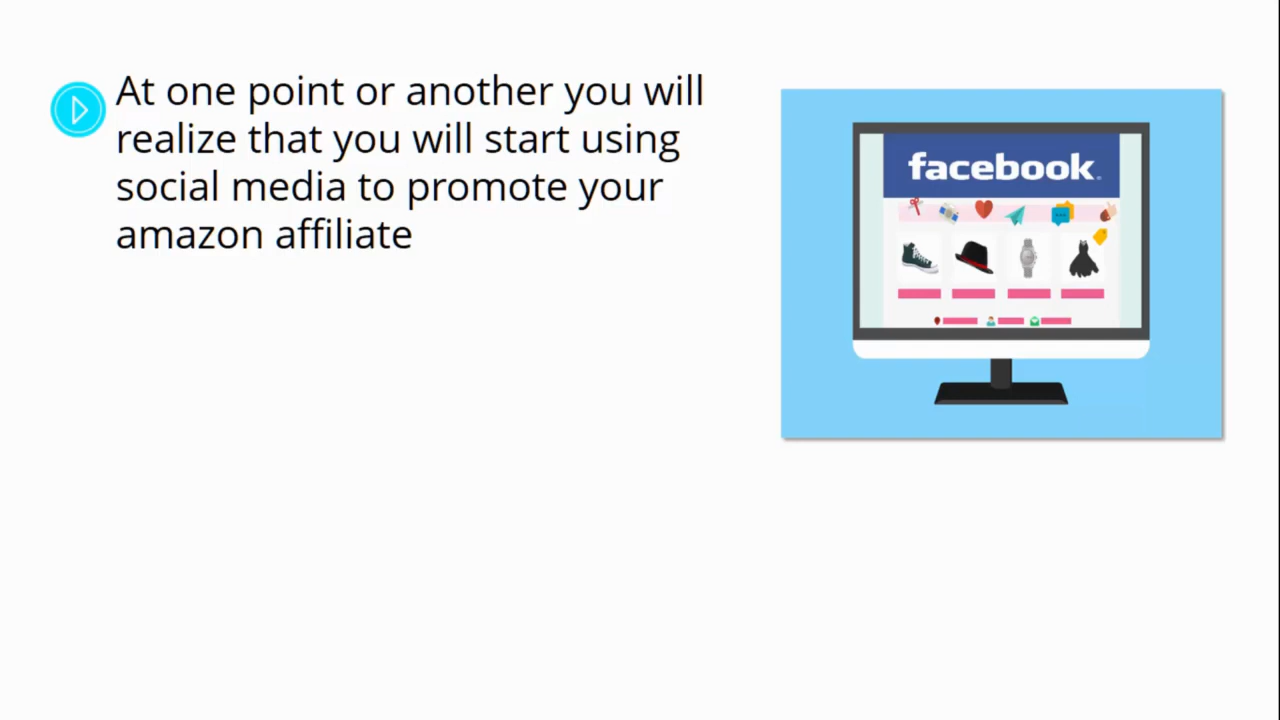 At one point or another you will
realize that you will start using
social media to promote your
amazon affiliate
facebook